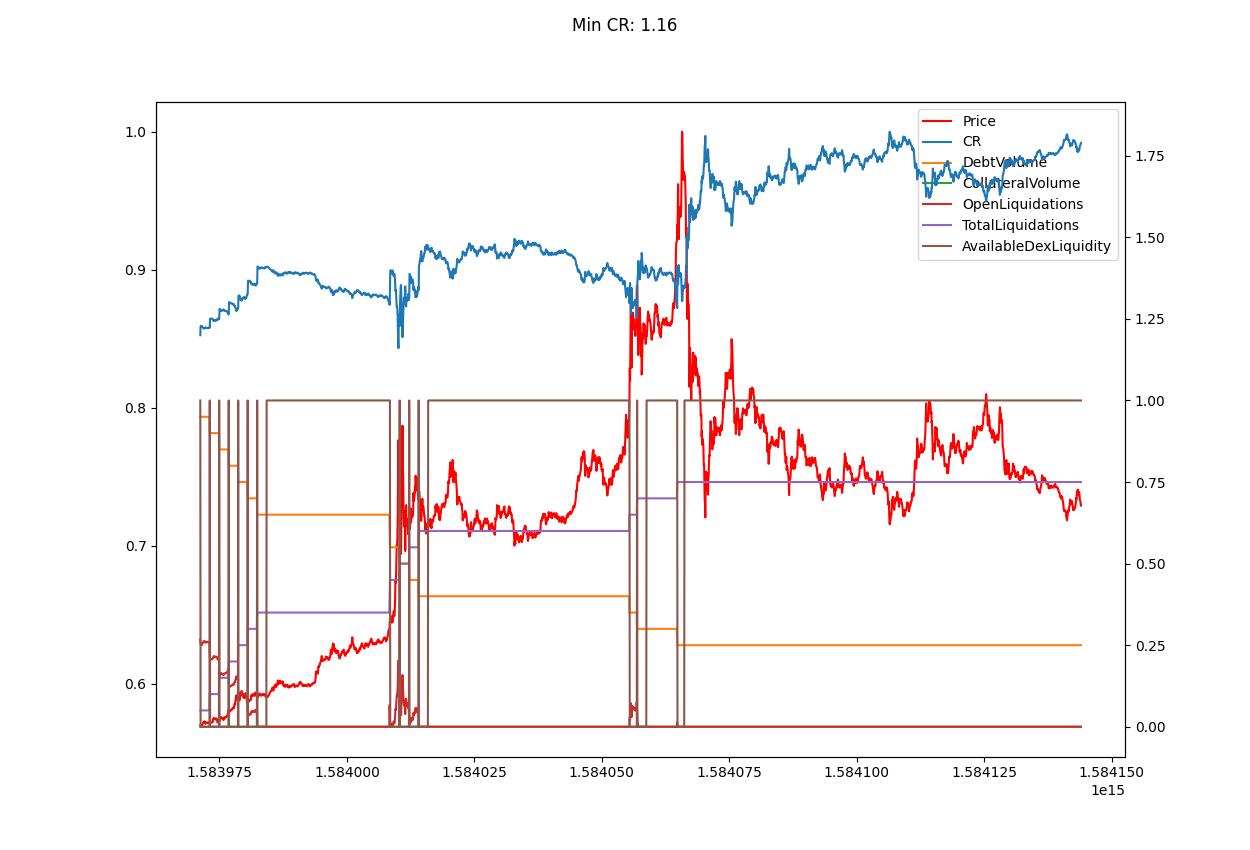 Min CR: 1.16
1.0
0.9
0.8
0.7
0.6
Price
CR
DebtVolume
CollateralVolume
OpenLiquidations
TotalLiquidations
AvailableDexLiquidity
1.75
1.50
1.25
1.00
0.75
0.50
0.25
0.00
1.583975 1.584000 1.584025 1.584050 1.584075 1.584100 1.584125 1.584150
1e15